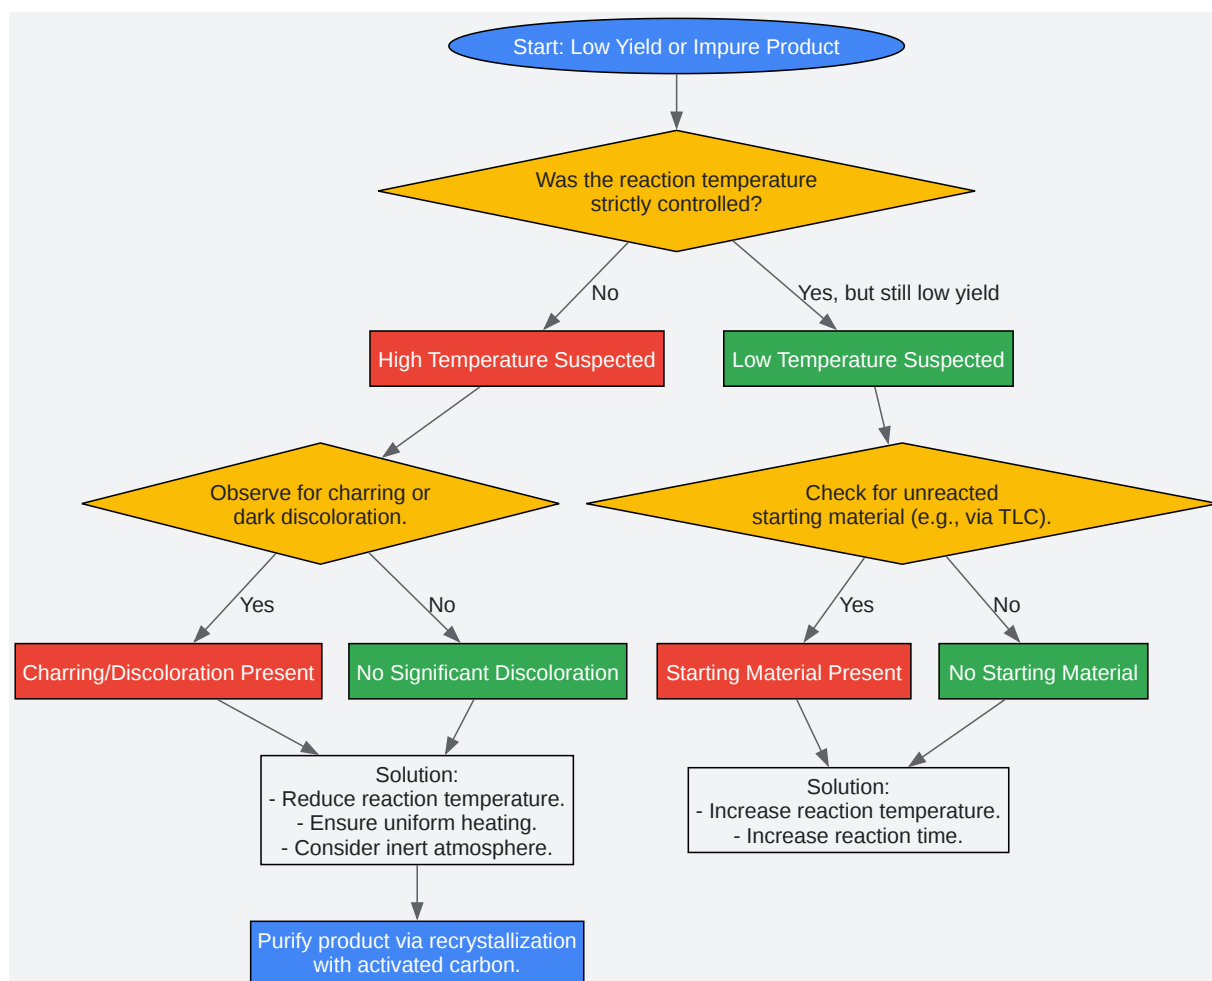 Start: Low Yield or Impure Product
Was the reaction temperature
strictly controlled?
No
Yes, but still low yield
High Temperature Suspected
Low Temperature Suspected
Observe for charring or
dark discoloration.
Check for unreacted
starting material (e.g., via TLC).
Yes
No
Yes
No
Charring/Discoloration Present
No Significant Discoloration
Starting Material Present
No Starting Material
Solution:
- Reduce reaction temperature.
- Ensure uniform heating.
- Consider inert atmosphere.
Solution:
- Increase reaction temperature.
- Increase reaction time.
Purify product via recrystallization
with activated carbon.